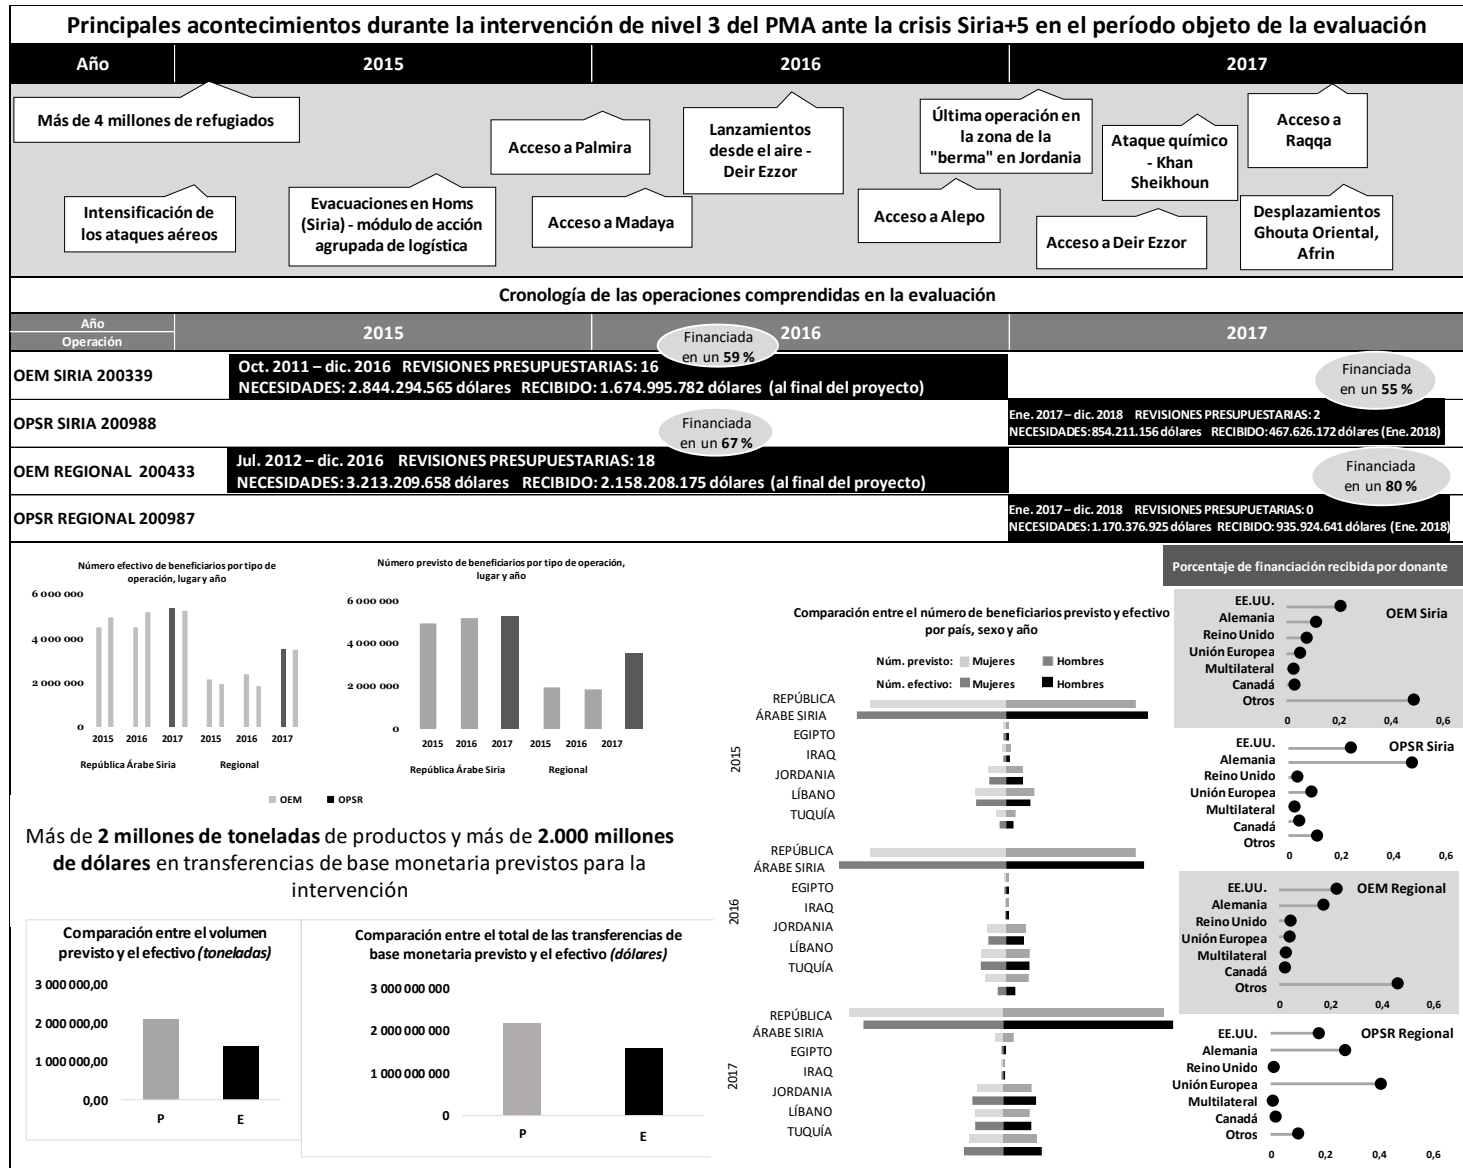 Principales acontecimientos durante la intervención de nivel 3 del PMA ante la crisis Siria+5 en el período objeto de la evaluación
Año 2015 2016 2017
Más de 4 millones de refugiados
Intensificación de
los ataques aéreos
Evacuaciones en Homs
(Siria) - módulo de acción
agrupada de logística
Acceso a Palmira
Acceso a Madaya
Lanzamientos
desde el aire -
Deir Ezzor
Acceso a Alepo
Última operación en
la zona de la
"berma" en Jordania
Ataque químico
- Khan
Sheikhoun
Acceso a Deir Ezzor
Acceso a
Raqqa
Desplazamientos
Ghouta Oriental,
Afrin
Cronología de las operaciones comprendidas en la evaluación
Año
Operación
2015 2016 2017
OEM SIRIA 200339
Oct. 2011 – dic. 2016 REVISIONES PRESUPUESTARIAS: 16
NECESIDADES: 2.844.294.565 dólares RECIBIDO: 1.674.995.782 dólares (al final del proyecto)
Financiada
en un 59 %
OPSR SIRIA 200988
Ene. 2017 – dic. 2018 REVISIONES PRESUPUESTARIAS: 2
NECESIDADES: 854.211.156 dólares RECIBIDO: 467.626.172 dólares (Ene. 2018)
Financiada
en un 55 %
OEM REGIONAL 200433
Jul. 2012 – dic. 2016 REVISIONES PRESUPUESTARIAS: 18
NECESIDADES: 3.213.209.658 dólares RECIBIDO: 2.158.208.175 dólares (al final del proyecto)
Financiada
en un 67 %
OPSR REGIONAL 200987
Ene. 2017 – dic. 2018 REVISIONES PRESUPUETARIAS: 0
NECESIDADES: 1.170.376.925 dólares RECIBIDO: 935.924.641 dólares (Ene. 2018)
Financiada
en un 80 %
Número efectivo de beneficiarios por tipo de
operación, lugar y año
6 000 000
4 000 000
2 000 000
0
2015 2016 2017 2015 2016 2017
República Árabe Siria Regional
Número previsto de beneficiarios por tipo de operación,
lugar y año
6 000 000
4 000 000
2 000 000
0
2015 2016 2017 2015 2016 2017
República Árabe Siria Regional
OEM OPSR
Más de 2 millones de toneladas de productos y más de 2.000 millones
de dólares en transferencias de base monetaria previstos para la
intervención
Comparación entre el volumen
previsto y el efectivo (toneladas)
3 000 000,00
2 000 000,00
1 000 000,00
0,00
P E
Comparación entre el total de las transferencias de
base monetaria previsto y el efectivo (dólares)
3 000 000 000
2 000 000 000
1 000 000 000
0
P E
Comparación entre el número de beneficiarios previsto y efectivo
por país, sexo y año
Núm. previsto: Mujeres Hombres
Núm. efectivo: Mujeres Hombres
2015
REPÚBLICA
ÁRABE SIRIA
EGIPTO
IRAQ
JORDANIA
LÍBANO
TUQUÍA
2016
REPÚBLICA
ÁRABE SIRIA
EGIPTO
IRAQ
JORDANIA
LÍBANO
TUQUÍA
2017
REPÚBLICA
ÁRABE SIRIA
EGIPTO
IRAQ
JORDANIA
LÍBANO
TUQUÍA
Porcentaje de financiación recibida por donante
OEM Siria
EE.UU.
Alemania
Reino Unido
Unión Europea
Multilateral
Canadá
Otros
0 0,2 0,4 0,6
OPSR Siria
EE.UU.
Alemania
Reino Unido
Unión Europea
Multilateral
Canadá
Otros
0 0,2 0,4 0,6
OEM Regional
EE.UU.
Alemania
Reino Unido
Unión Europea
Multilateral
Canadá
Otros
0 0,2 0,4 0,6
OPSR Regional
EE.UU.
Alemania
Reino Unido
Unión Europea
Multilateral
Canadá
Otros
0 0,2 0,4 0,6